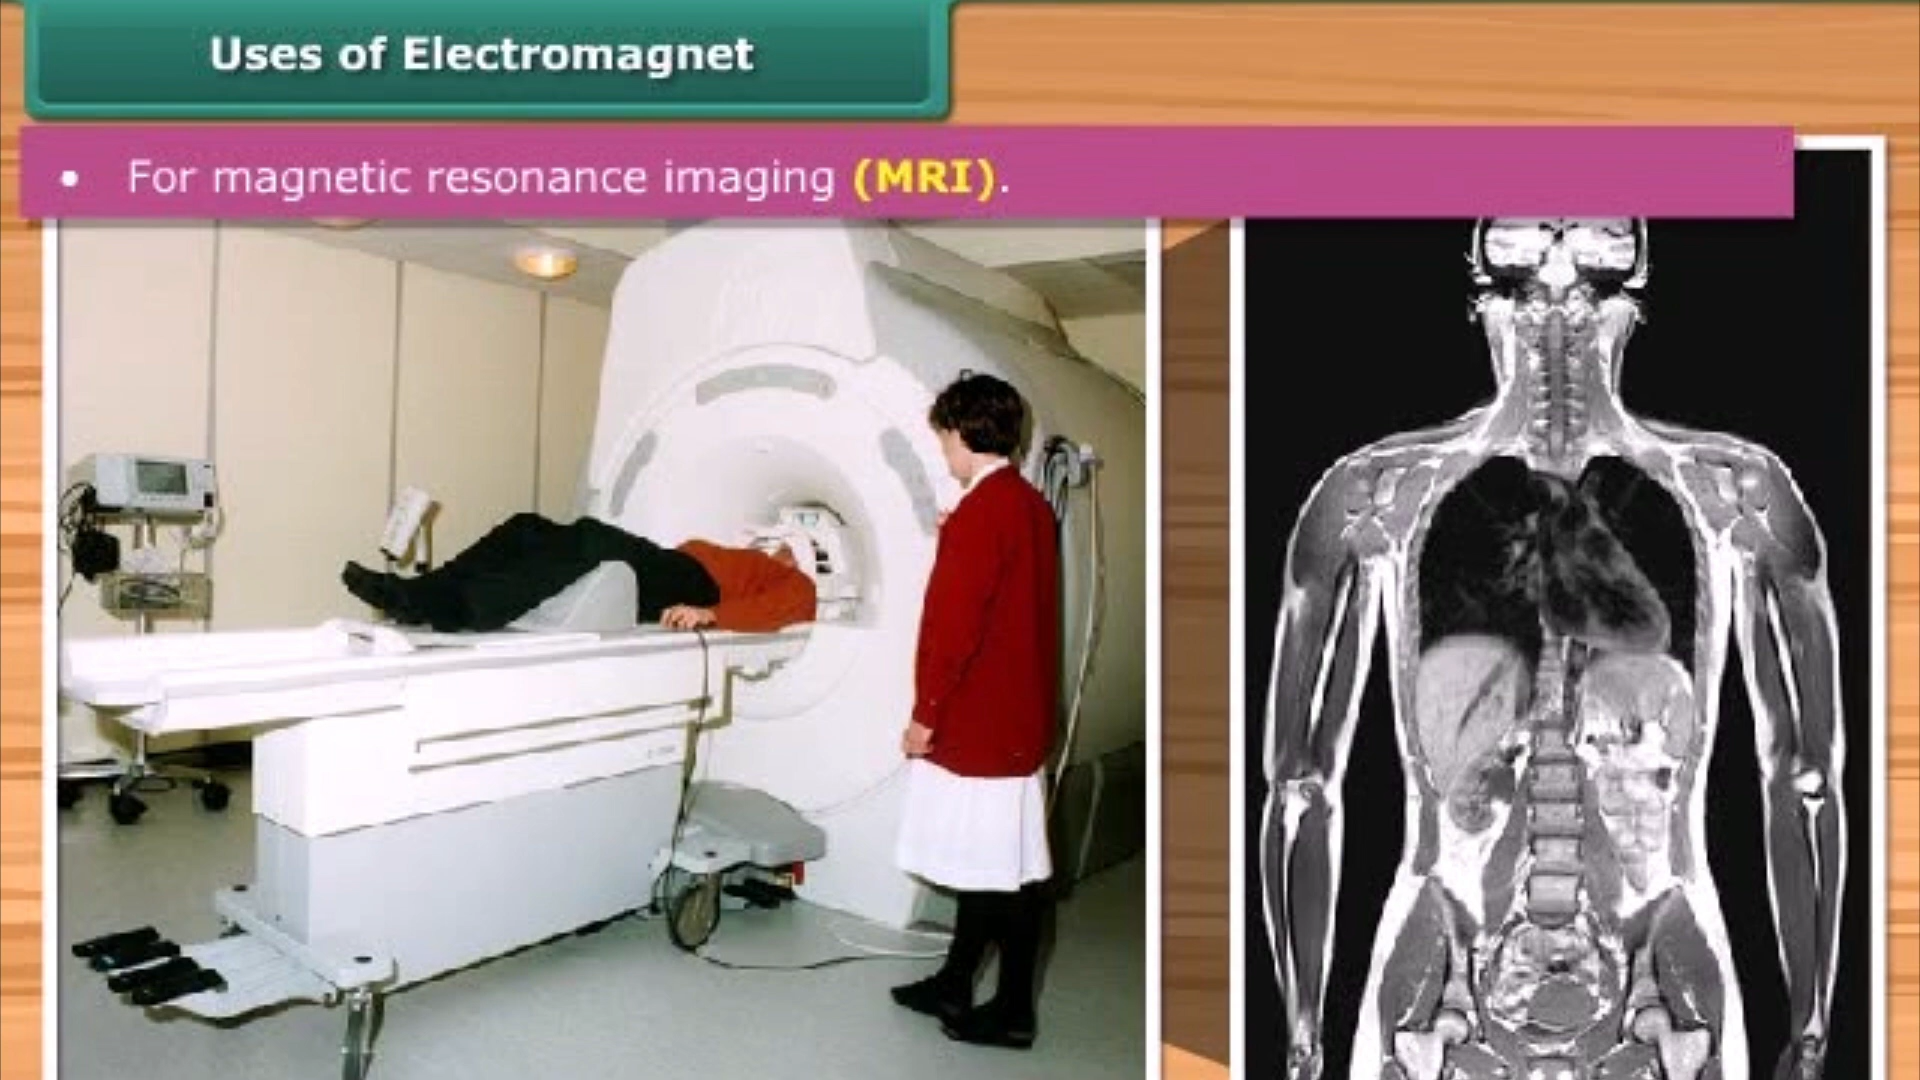 Uses of Electromagnet
• For magnetic resonance imaging (MRI).